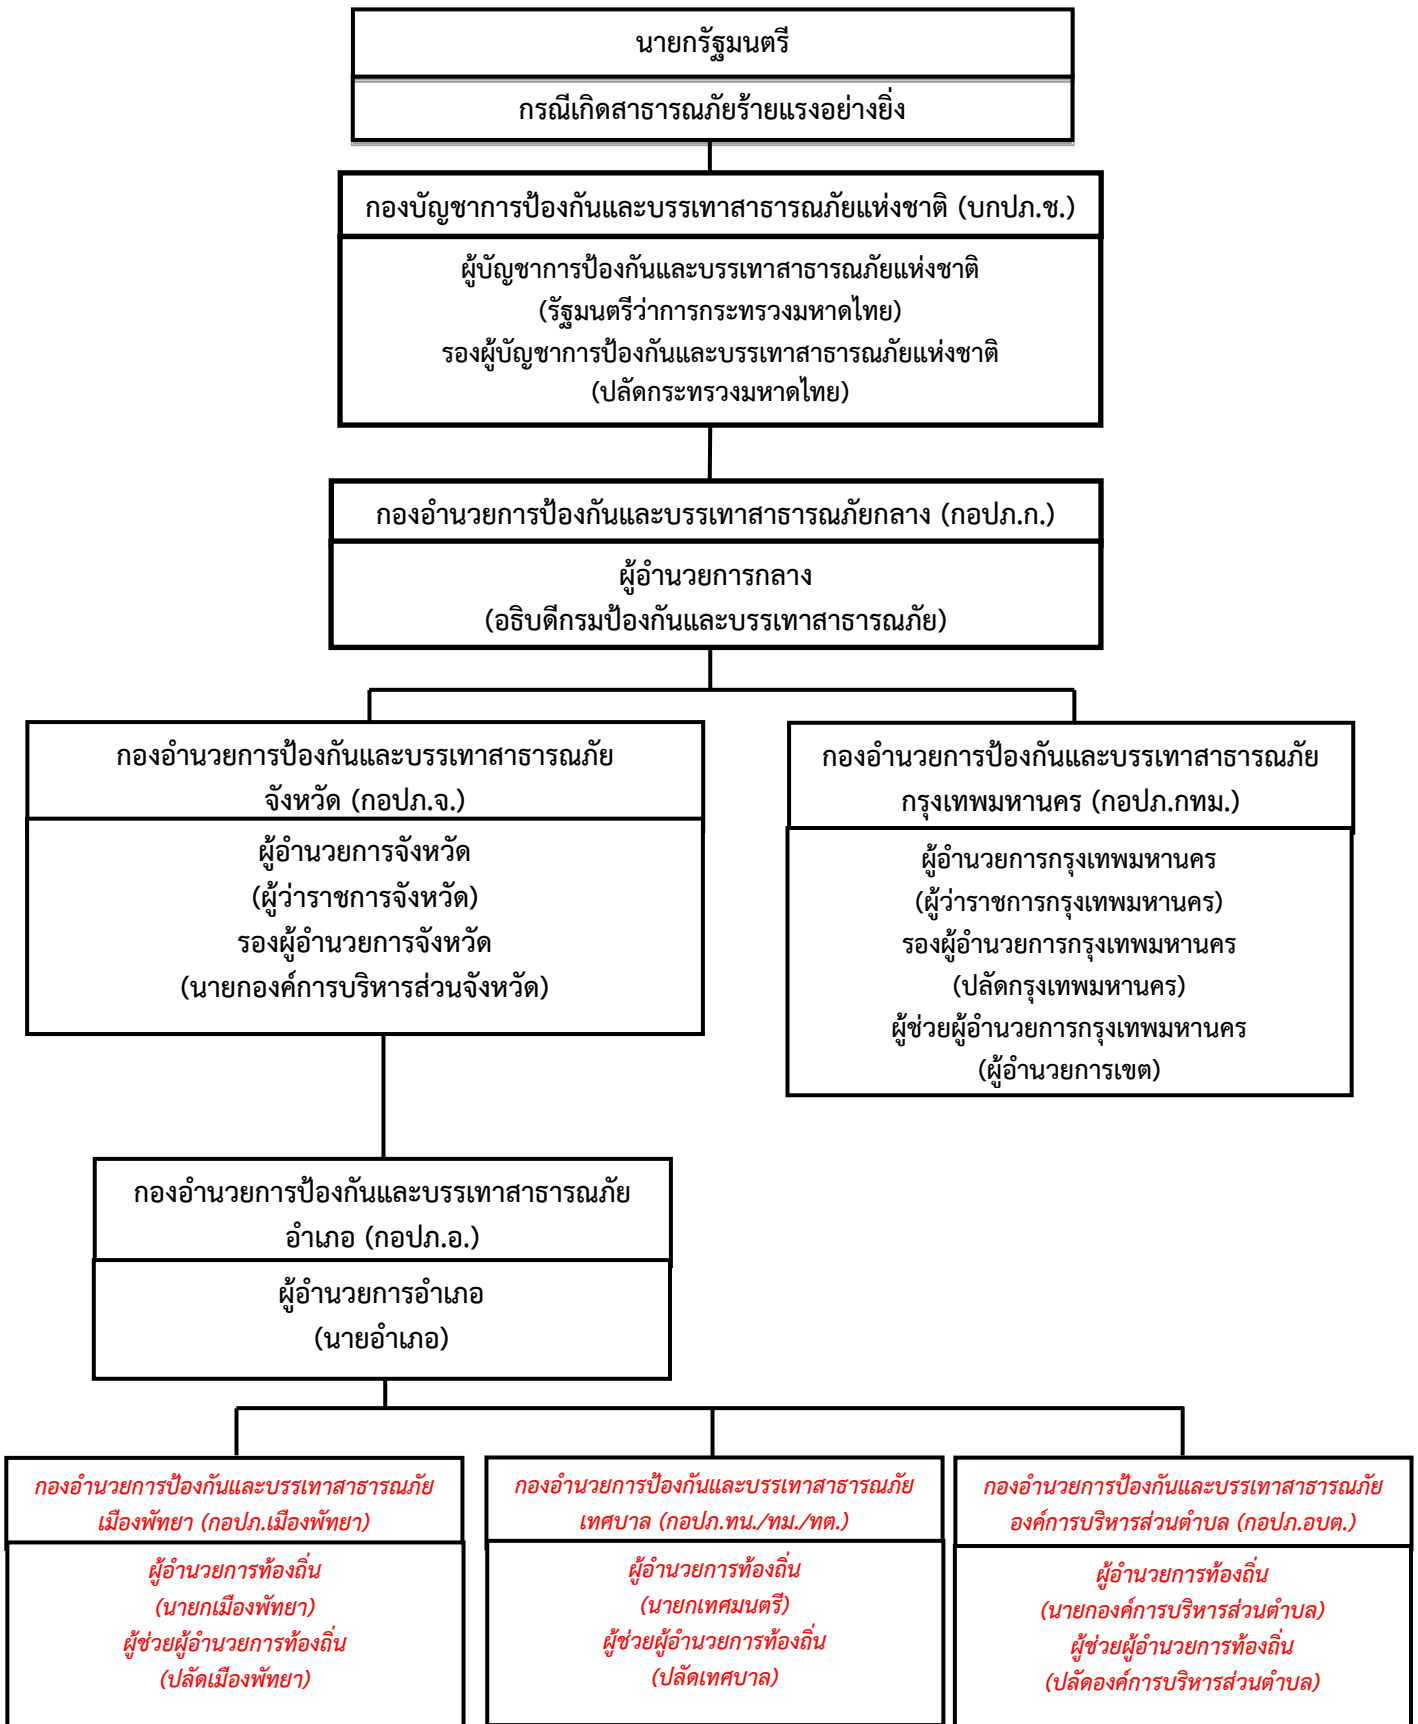 นายกรัฐมนตรี
กรณีเกิดสาธารณภัยร้ายแรงอย่างยิ่ง
กองบัญชาการป้องกันและบรรเทาสาธารณภัยแห่งชาติ (บกปภ.ช.)
ผู้บัญชาการป้องกันและบรรเทาสาธารณภัยแห่งชาติ
(รัฐมนตรีว่าการกระทรวงมหาดไทย)
รองผู้บัญชาการป้องกันและบรรเทาสาธารณภัยแห่งชาติ
(ปลัดกระทรวงมหาดไทย)
กองอำนวยการป้องกันและบรรเทาสาธารณภัยกลาง (กอปภ.ก.)
ผู้อำนวยการกลาง
(อธิบดีกรมป้องกันและบรรเทาสาธารณภัย)
กองอำนวยการป้องกันและบรรเทาสาธารณภัย
จังหวัด (กอปภ.จ.)
ผู้อำนวยการจังหวัด
(ผู้ว่าราชการจังหวัด)
รองผู้อำนวยการจังหวัด
(นายกองค์การบริหารส่วนจังหวัด)
กองอำนวยการป้องกันและบรรเทาสาธารณภัย
กรุงเทพมหานคร (กอปภ.กทม.)
ผู้อำนวยการกรุงเทพมหานคร
(ผู้ว่าราชการกรุงเทพมหานคร)
รองผู้อำนวยการกรุงเทพมหานคร
(ปลัดกรุงเทพมหานคร)
ผู้ช่วยผู้อำนวยการกรุงเทพมหานคร
(ผู้อำนวยการเขต)
กองอำนวยการป้องกันและบรรเทาสาธารณภัย
อำเภอ (กอปภ.อ.)
ผู้อำนวยการอำเภอ
(นายอำเภอ)
กองอำนวยการป้องกันและบรรเทาสาธารณภัย
เมืองพัทยา (กอปภ.เมืองพัทยา)
ผู้อำนวยการท้องถิ่น
(นายกเมืองพัทยา)
ผู้ช่วยผู้อำนวยการท้องถิ่น
(ปลัดเมืองพัทยา)
กองอำนวยการป้องกันและบรรเทาสาธารณภัย
เทศบาล (กอปภ.ทน./ทม./ทต.)
ผู้อำนวยการท้องถิ่น
(นายกเทศมนตรี)
ผู้ช่วยผู้อำนวยการท้องถิ่น
(ปลัดเทศบาล)
กองอำนวยการป้องกันและบรรเทาสาธารณภัย
องค์การบริหารส่วนตำบล (กอปภ.อบต.)
ผู้อำนวยการท้องถิ่น
(นายกองค์การบริหารส่วนตำบล)
ผู้ช่วยผู้อำนวยการท้องถิ่น
(ปลัดองค์การบริหารส่วนตำบล)